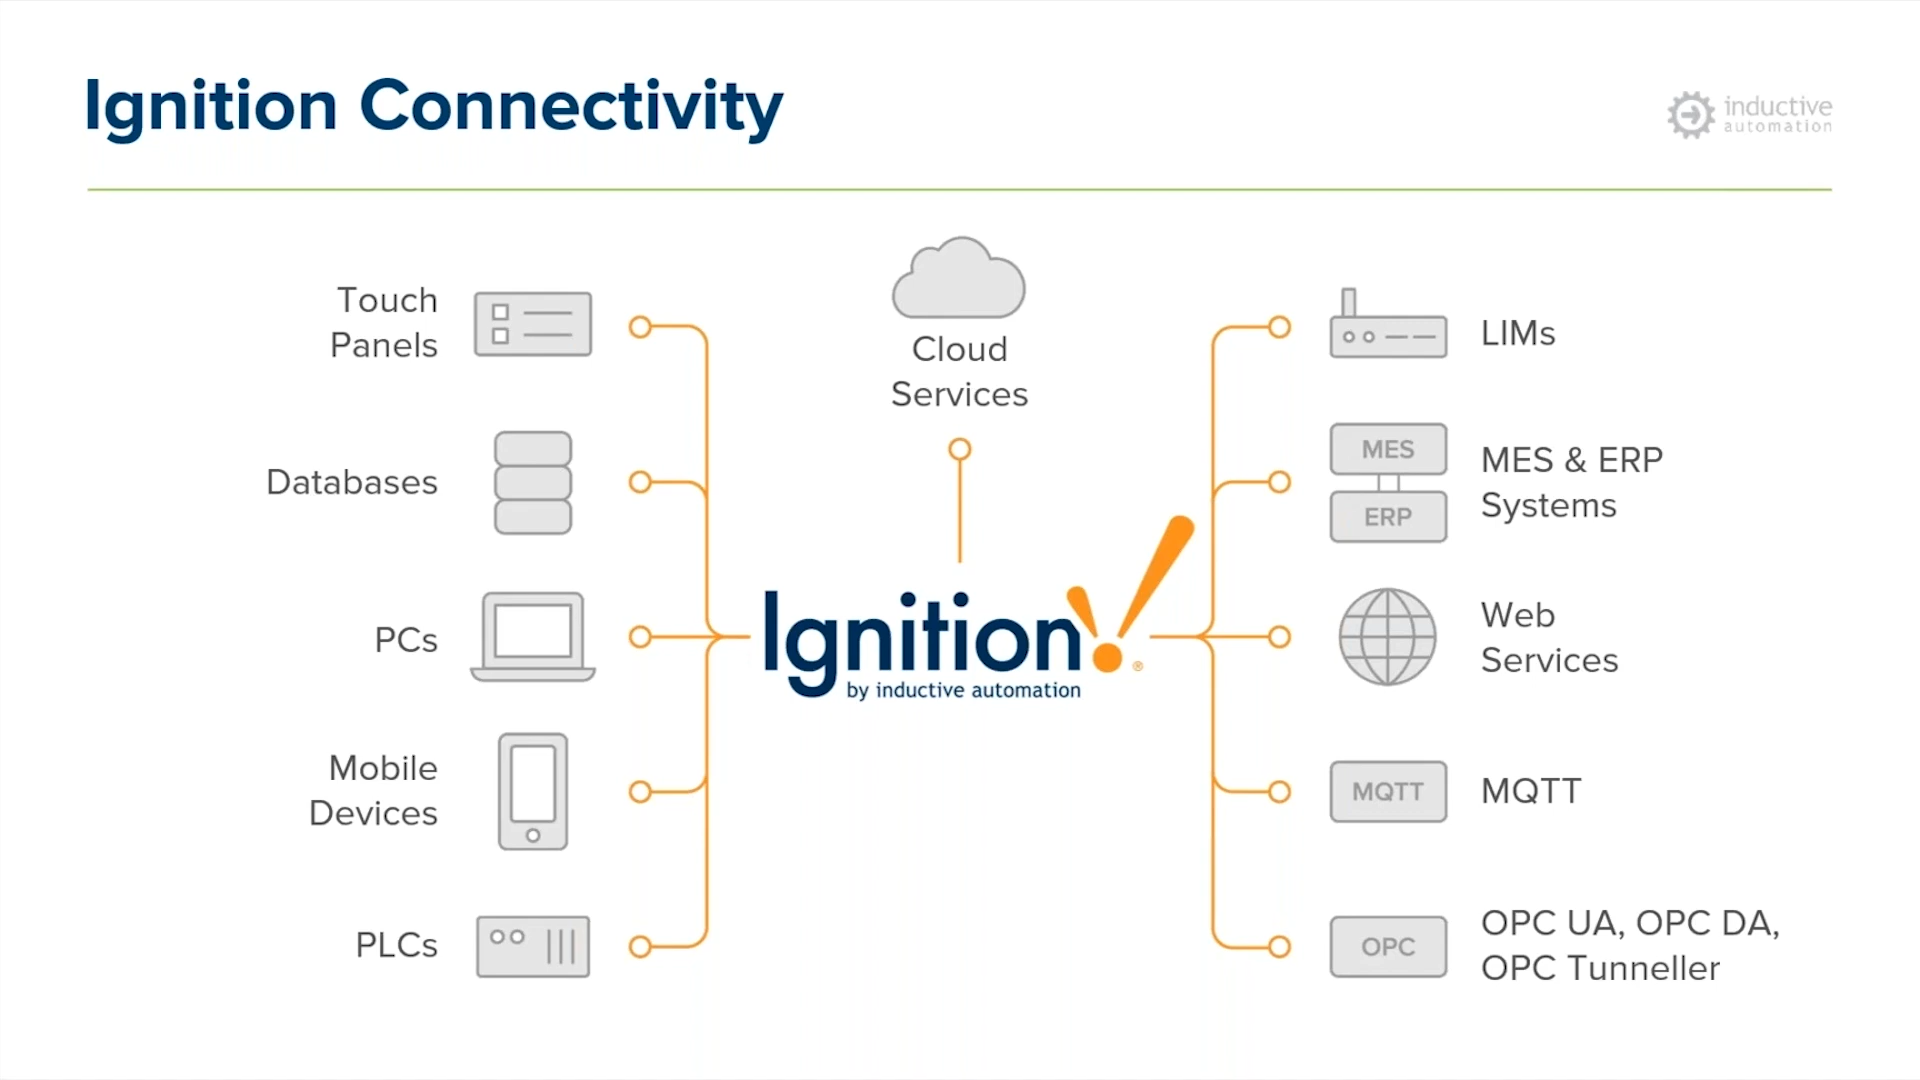 Ignition Connectivity
inductive
automation
Touch
Panels
Databases
PCs
Mobile
Devices
PLCs
Cloud
Services
Ignition!
®
by inductive automation
LIMs
MES
ERP
MES & ERP
Systems
Web
Services
MQTT
MQTT
OPC
OPC UA, OPC DA,
OPC Tunneller